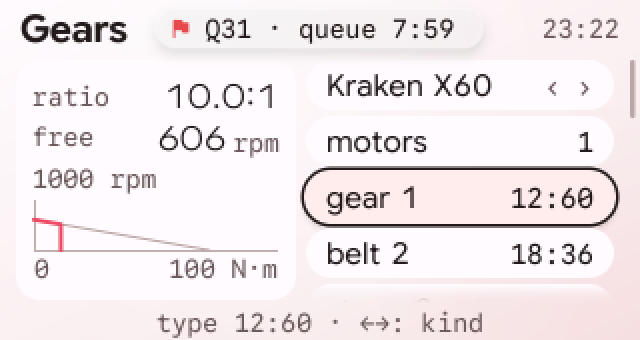 Gears
Q31 · queue 7:59
23:22
ratio 10.0:1
free 606 rpm
1000 rpm
0 100 N·m
Kraken X60 ‹ ›
motors 1
gear 1 12:60
belt 2 18:36
type 12:60 · ↔: kind